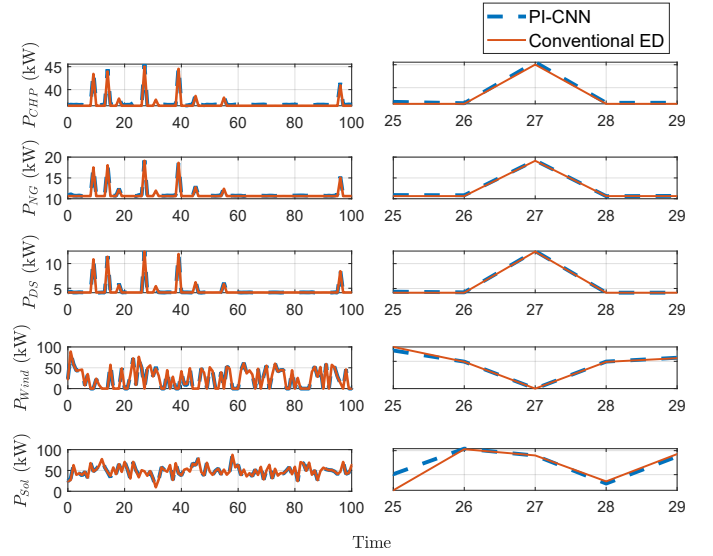 PI-CNN
Conventional ED
P_CHP (kW)
45
40
0 20 40 60 80 100
25 26 27 28 29
P_NG (kW)
20
15
10
0 20 40 60 80 100
25 26 27 28 29
P_DS (kW)
10
5
0 20 40 60 80 100
25 26 27 28 29
P_Wind (kW)
100
50
0
0 20 40 60 80 100
25 26 27 28 29
P_Sol (kW)
100
50
0
0 20 40 60 80 100
25 26 27 28 29
Time